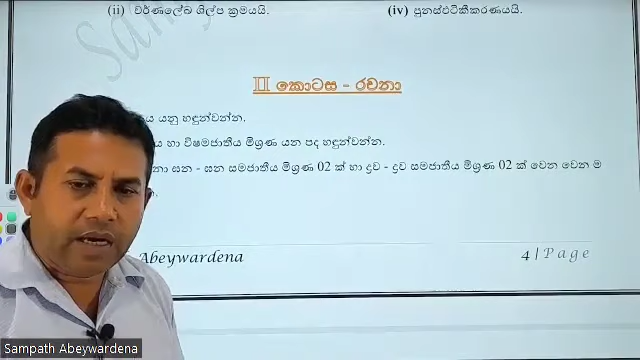 (ii) වර්ණලේඛ ශිල්ප ක්‍රමයයි. (iv) පුනස්ඵටිකීකරණයයි.
II කොටස - රචනා
ය යනු හඳුන්වන්න.
ය හා විෂමජාතීය මිශ්‍රණ යන පද හඳුන්වන්න.
නා ඝන - ඝන සමජාතීය මිශ්‍රණ 02 ක් හා ද්‍රව - ද්‍රව සමජාතීය මිශ්‍රණ 02 ක් වෙන වෙන ම
Abeywardena 4 | P a g e
Sampath Abeywardena